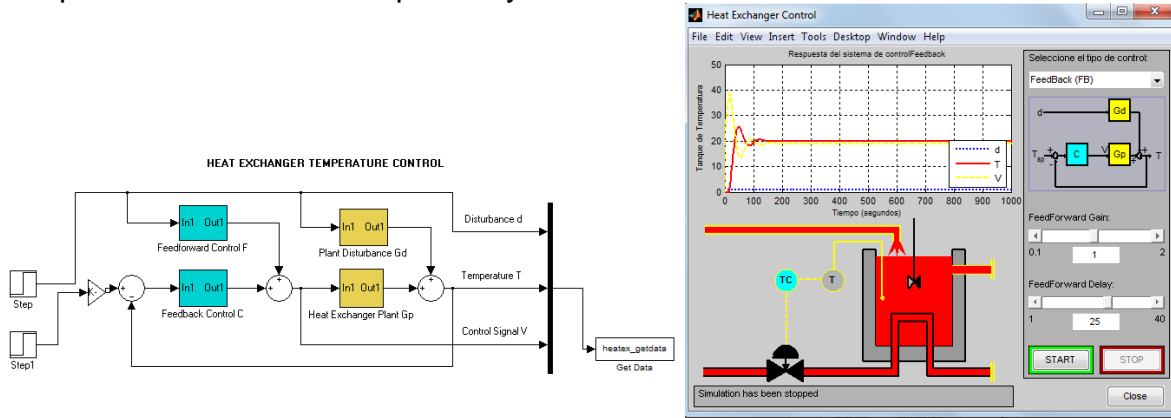 HEAT EXCHANGER TEMPERATURE CONTROL
In1 Out1
Feedforward Control F
In1 Out1
Plant Disturbance Gd
Disturbance d
Step
K-
In1 Out1
Feedback Control C
In1 Out1
Heat Exchanger Plant Gp
Temperature T
Control Signal V
Step1
heatex_getdata
Get Data
Heat Exchanger Control
File Edit View Insert Tools Desktop Window Help
Respuesta del sistema de controlFeedback
Tanque de Temperatura
50
40
30
20
10
0
0 100 200 300 400 500 600 700 800 900 1000
Tiempo (segundos)
d
T
V
TC
T
Seleccione el tipo de control:
FeedBack (FB)
d
Gd
Tsp
C
V
Gp
T
FeedForward Gain:
0.1 1 2
FeedForward Delay:
1 25 40
START STOP
Simulation has been stopped
Close